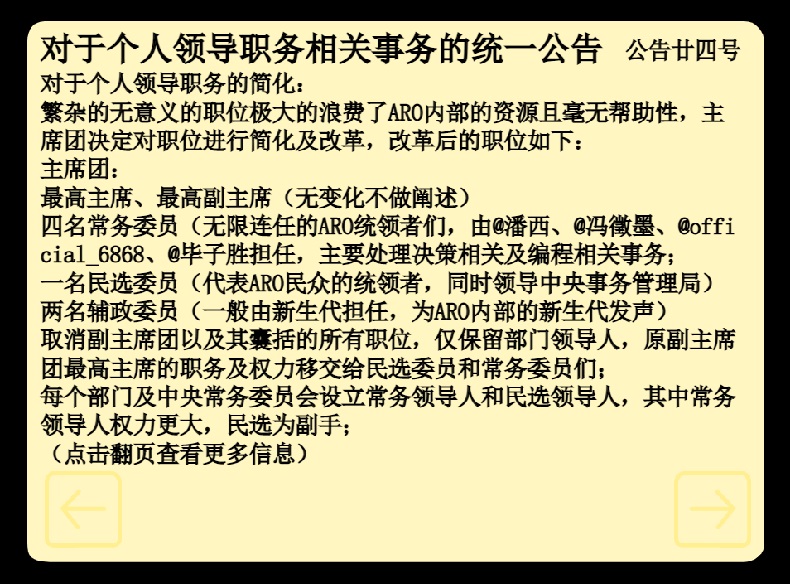 对于个人领导职务相关事务的统一公告 公告廿四号
对于个人领导职务的简化：
繁杂的无意义的职位极大的浪费了ARO内部的资源且毫无帮助性，主
席团决定对职位进行简化及改革，改革后的职位如下：
主席团：
最高主席、最高副主席（无变化不做阐述）
四名常务委员（无限连任的ARO统领者们，由@潘西、@冯徵墨、@offi
cial_6868、@毕子胜担任，主要处理决策相关及编程相关事务；
一名民选委员（代表ARO民众的统领者，同时领导中央事务管理局）
两名辅政委员（一般由新生代担任，为ARO内部的新生代发声）
取消副主席团以及其囊括的所有职位，仅保留部门领导人，原副主席
团最高主席的职务及权力移交给民选委员和常务委员们；
每个部门及中央常务委员会设立常务领导人和民选领导人，其中常务
领导人权力更大，民选为副手；
（点击翻页查看更多信息）